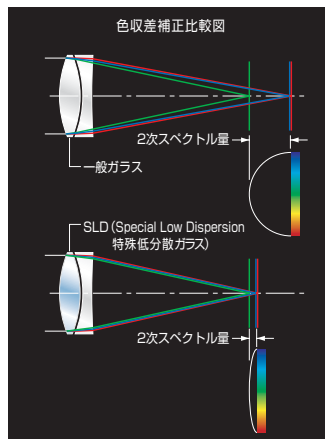 色収差補正比較図
2次スペクトル量
一般ガラス
SLD(Special Low Dispersion
特殊低分散ガラス)
2次スペクトル量